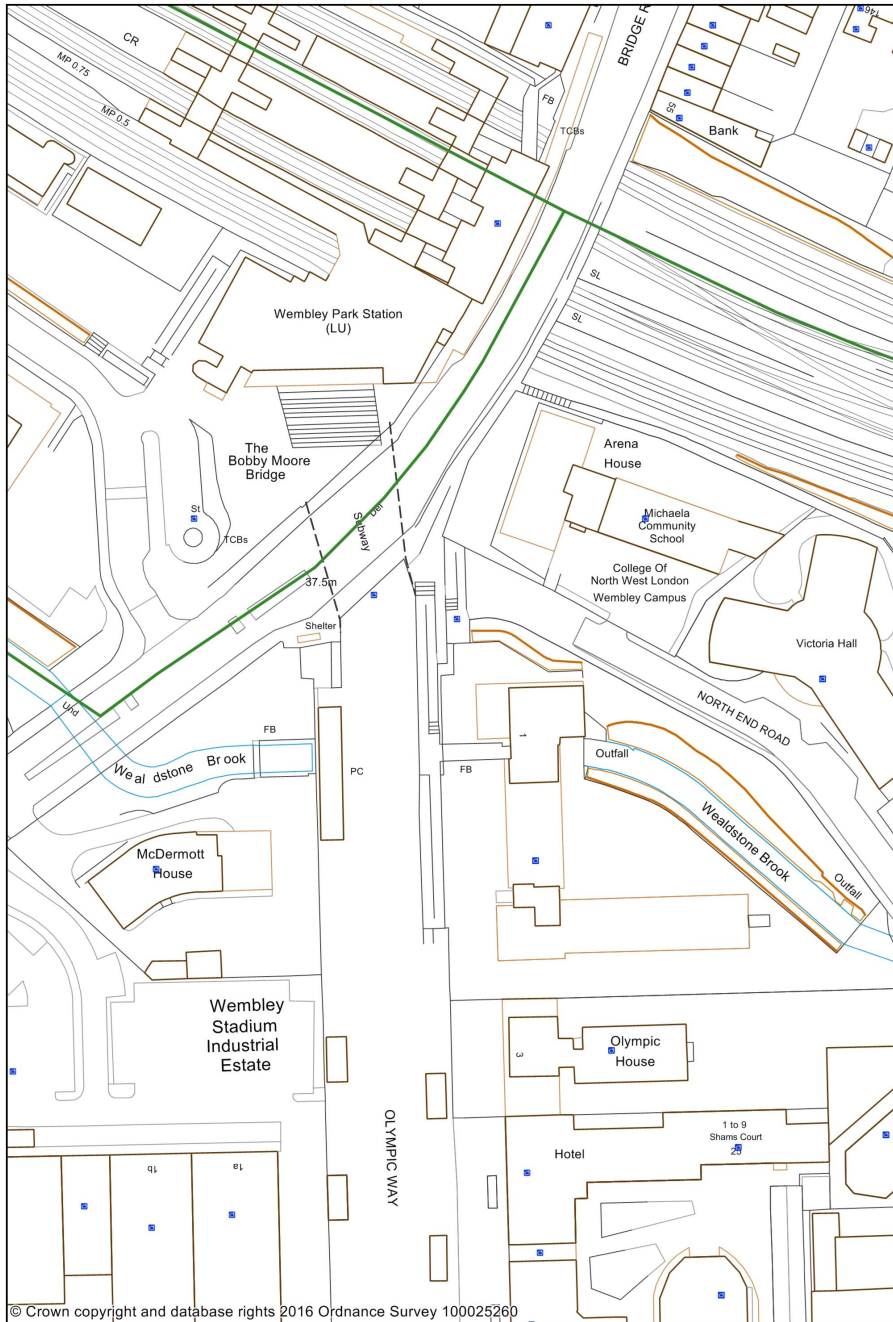 CR
MP 0.75
MP 0.5
FB
TCBs
55
Bank
SL
SL
Wembley Park Station
(LU)
The
Bobby Moore
Bridge
St
TCBs
Subway
Def
37.5m
Shelter
Arena
House
Michaela
Community
School
College Of
North West London
Wembley Campus
Victoria Hall
NORTH END ROAD
Und
Wealdstone Brook
FB
PC
FB
1
Outfall
Wealdstone Brook
Outfall
McDermott
House
Wembley
Stadium
Industrial
Estate
OLYMPIC WAY
3
Olympic
House
Hotel
1 to 9
Shams Court
1b
1a
© Crown copyright and database rights 2016 Ordnance Survey 100025260